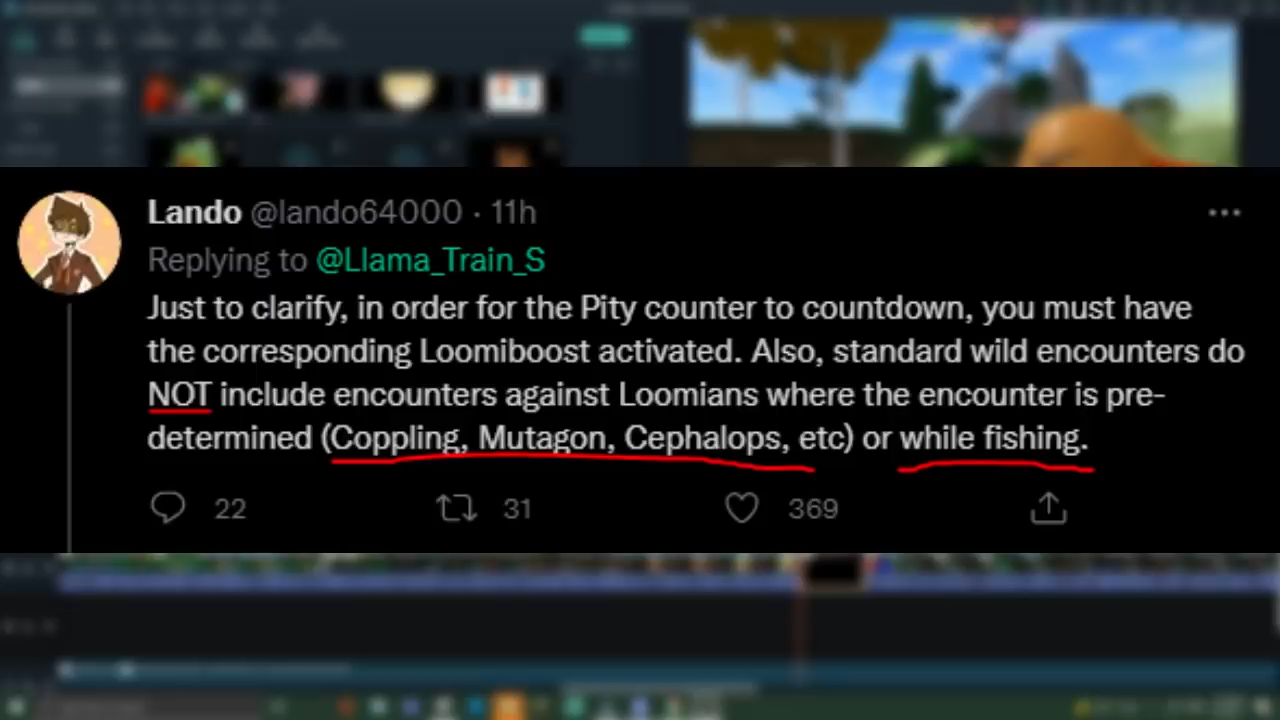 Lando @lando64000 · 11h
Replying to @Llama_Train_S
Just to clarify, in order for the Pity counter to countdown, you must have
the corresponding Loomiboost activated. Also, standard wild encounters do
NOT include encounters against Loomians where the encounter is pre-
determined (Coppling, Mutagon, Cephalops, etc) or while fishing.
22 31 369